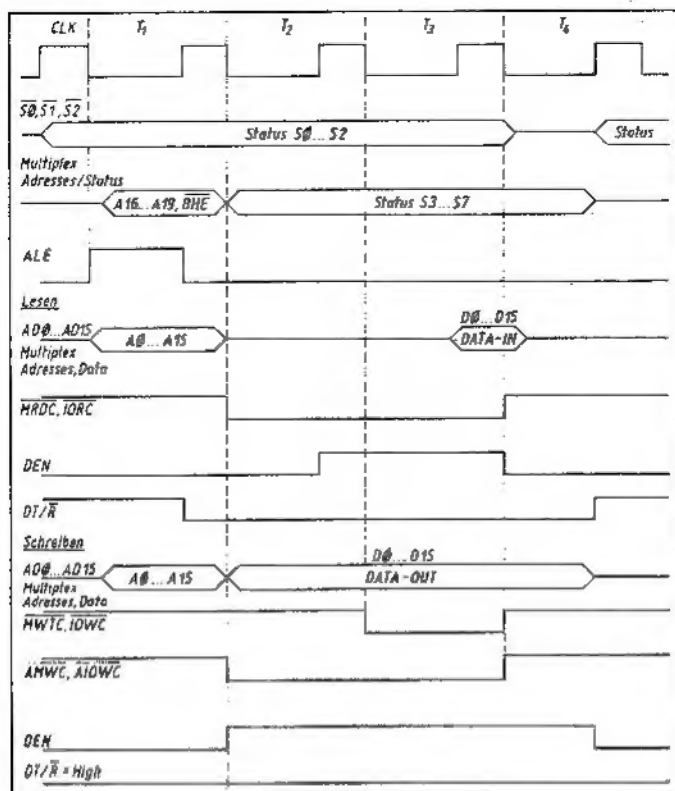 CLK T1 T2 T3 T4
S0,S1,S2
Status S0...S2 Status
Multiplex
Adresses/Status
A16...A19, BHE Status S3...S7
ALE
Lesen
D0...D15
AD0...AD15
A0...A15 DATA-IN
Multiplex
Adresses,Data
MRDC, IORC
DEN
DT/R
Schreiben
D0...D15
AD0...AD15
A0...A15 DATA-OUT
Multiplex
Adresses,Data
MWTC, IOWC
AMWC, AIOWC
DEN
DT/R = High